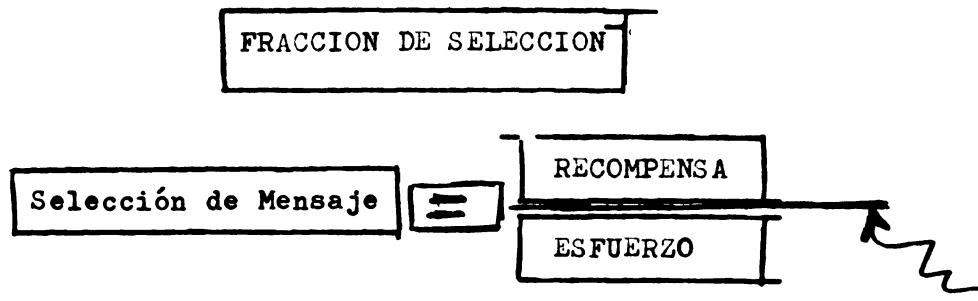 FRACCION DE SELECCION
RECOMPENSA
Selección de Mensaje =
ESFUERZO